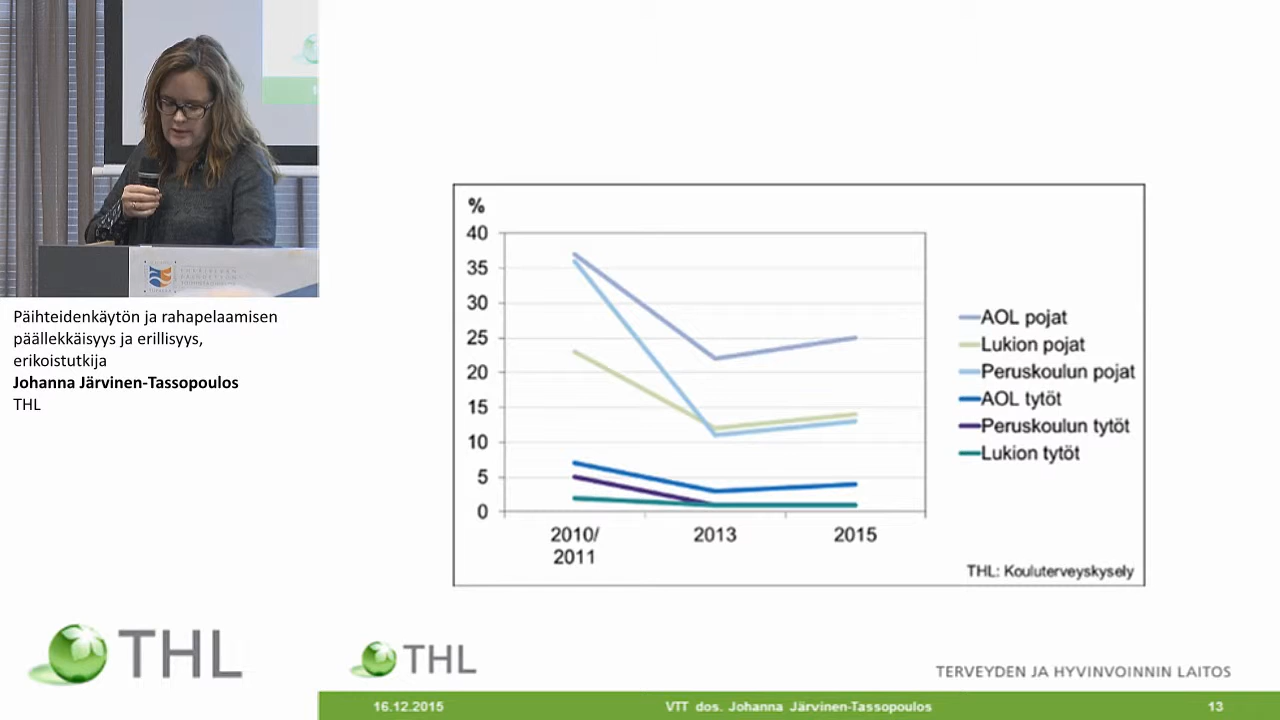 Päihteidenkäytön ja rahapelaamisen
päällekkäisyys ja erillisyys,
erikoistutkija
Johanna Järvinen-Tassopoulos
THL
%
40
35
30
25
20
15
10
5
0
2010/
2011
2013
2015
AOL pojat
Lukion pojat
Peruskoulun pojat
AOL tytöt
Peruskoulun tytöt
Lukion tytöt
THL: Kouluterveyskysely
THL
THL
TERVEYDEN JA HYVINVOINNIN LAITOS
16.12.2015
VTT dos. Johanna Järvinen-Tassopoulos
13